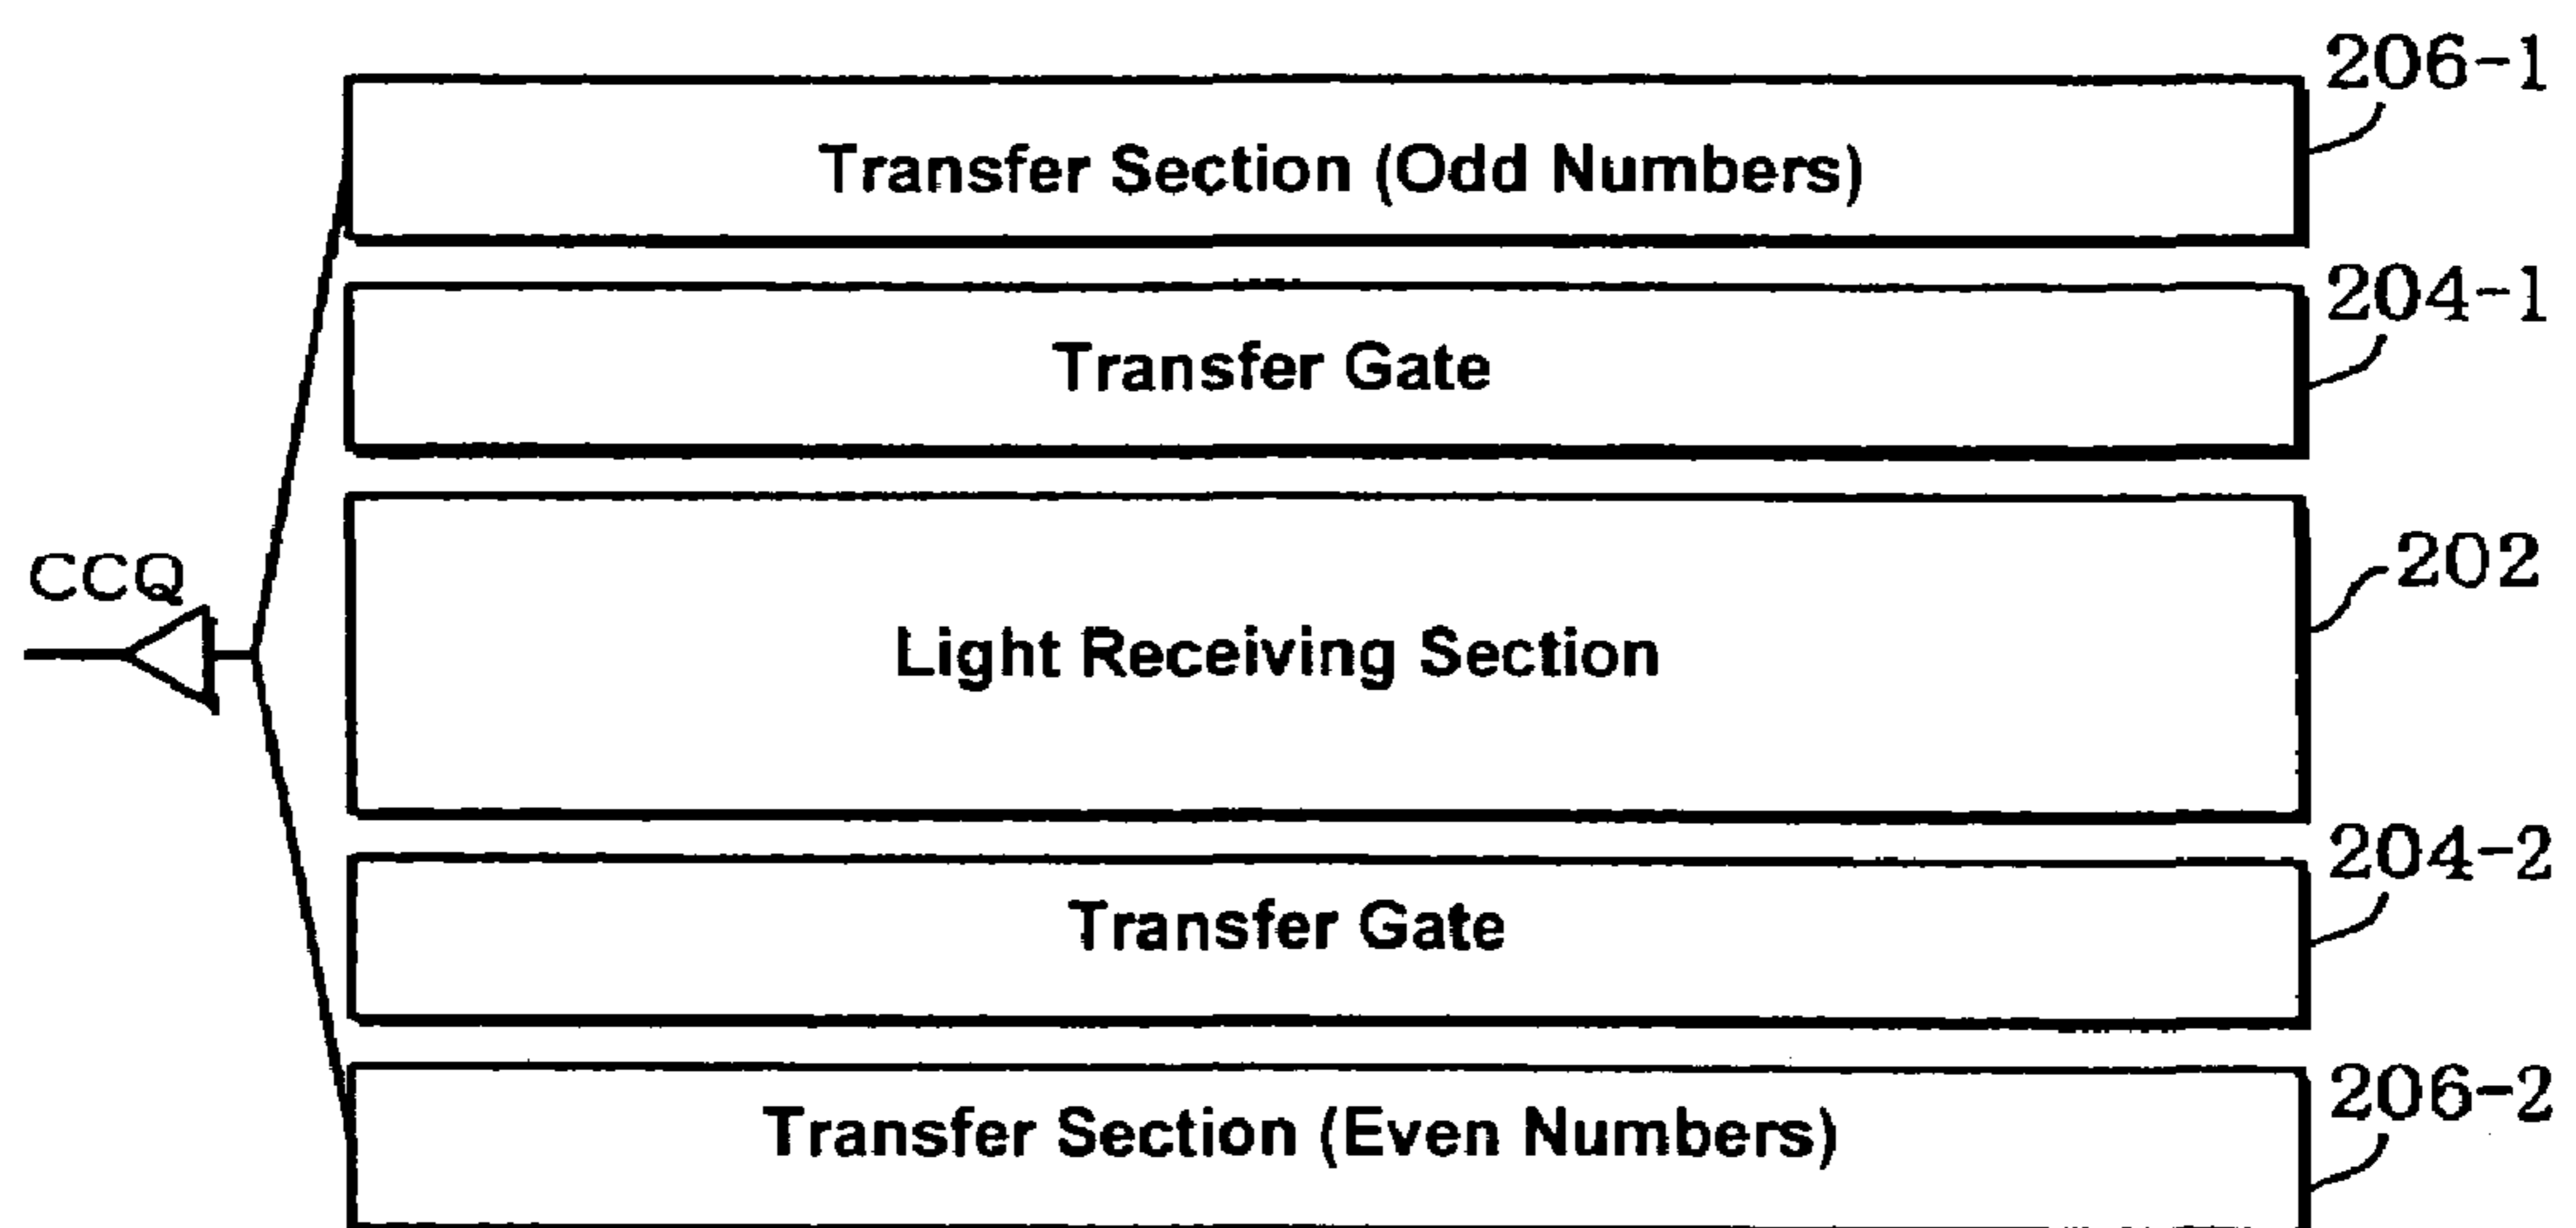 206-1
Transfer Section (Odd Numbers)
204-1
Transfer Gate
CCQ
202
Light Receiving Section
204-2
Transfer Gate
206-2
Transfer Section (Even Numbers)